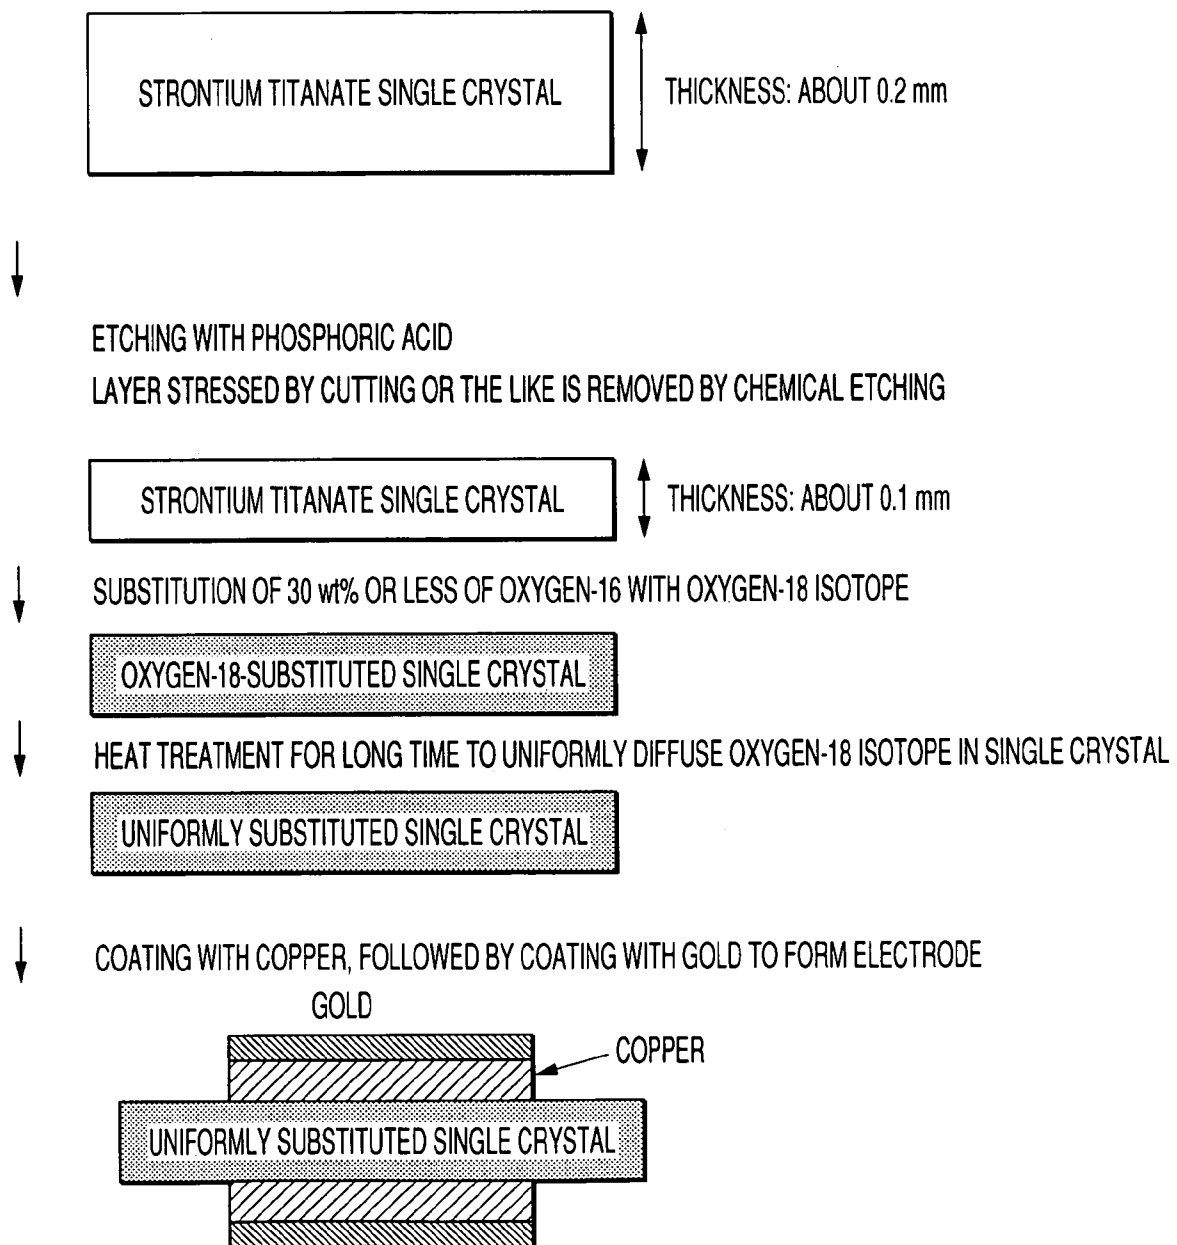 STRONTIUM TITANATE SINGLE CRYSTAL
THICKNESS: ABOUT 0.2 mm
ETCHING WITH PHOSPHORIC ACID
LAYER STRESSED BY CUTTING OR THE LIKE IS REMOVED BY CHEMICAL ETCHING
STRONTIUM TITANATE SINGLE CRYSTAL
THICKNESS: ABOUT 0.1 mm
SUBSTITUTION OF 30 wt% OR LESS OF OXYGEN-16 WITH OXYGEN-18 ISOTOPE
OXYGEN-18-SUBSTITUTED SINGLE CRYSTAL
HEAT TREATMENT FOR LONG TIME TO UNIFORMLY DIFFUSE OXYGEN-18 ISOTOPE IN SINGLE CRYSTAL
UNIFORMLY SUBSTITUTED SINGLE CRYSTAL
COATING WITH COPPER, FOLLOWED BY COATING WITH GOLD TO FORM ELECTRODE
GOLD
COPPER
UNIFORMLY SUBSTITUTED SINGLE CRYSTAL